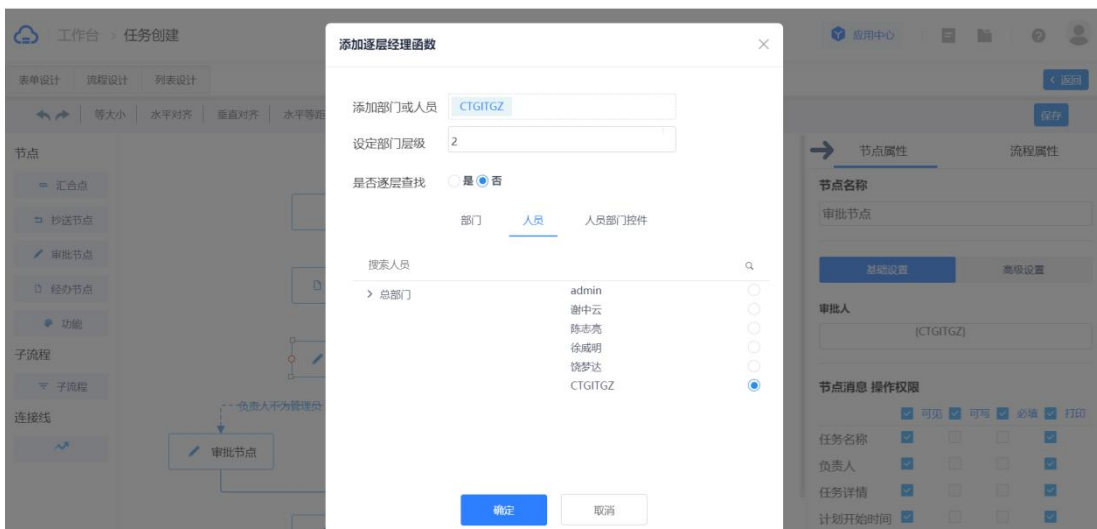 工作台 > 任务创建
应用中心
表单设计 流程设计 列表设计
< 返回
等大小 水平对齐 垂直对齐 水平等距
保存
节点
汇合点
抄送节点
审批节点
经办节点
功能
子流程
子流程
连接线
负责人不为管理员
审批节点
添加逐层经理函数
添加部门或人员 CTGITGZ
设定部门层级 2
是否逐层查找 是 否
部门 人员 人员部门控件
搜索人员
> 总部门
admin
谢中云
陈志亮
徐威明
饶梦达
CTGITGZ
确定 取消
节点属性 流程属性
节点名称
审批节点
基础设置 高级设置
审批人
{CTGITGZ}
节点消息 操作权限
可见 可写 必填 打印
任务名称
负责人
任务详情
计划开始时间